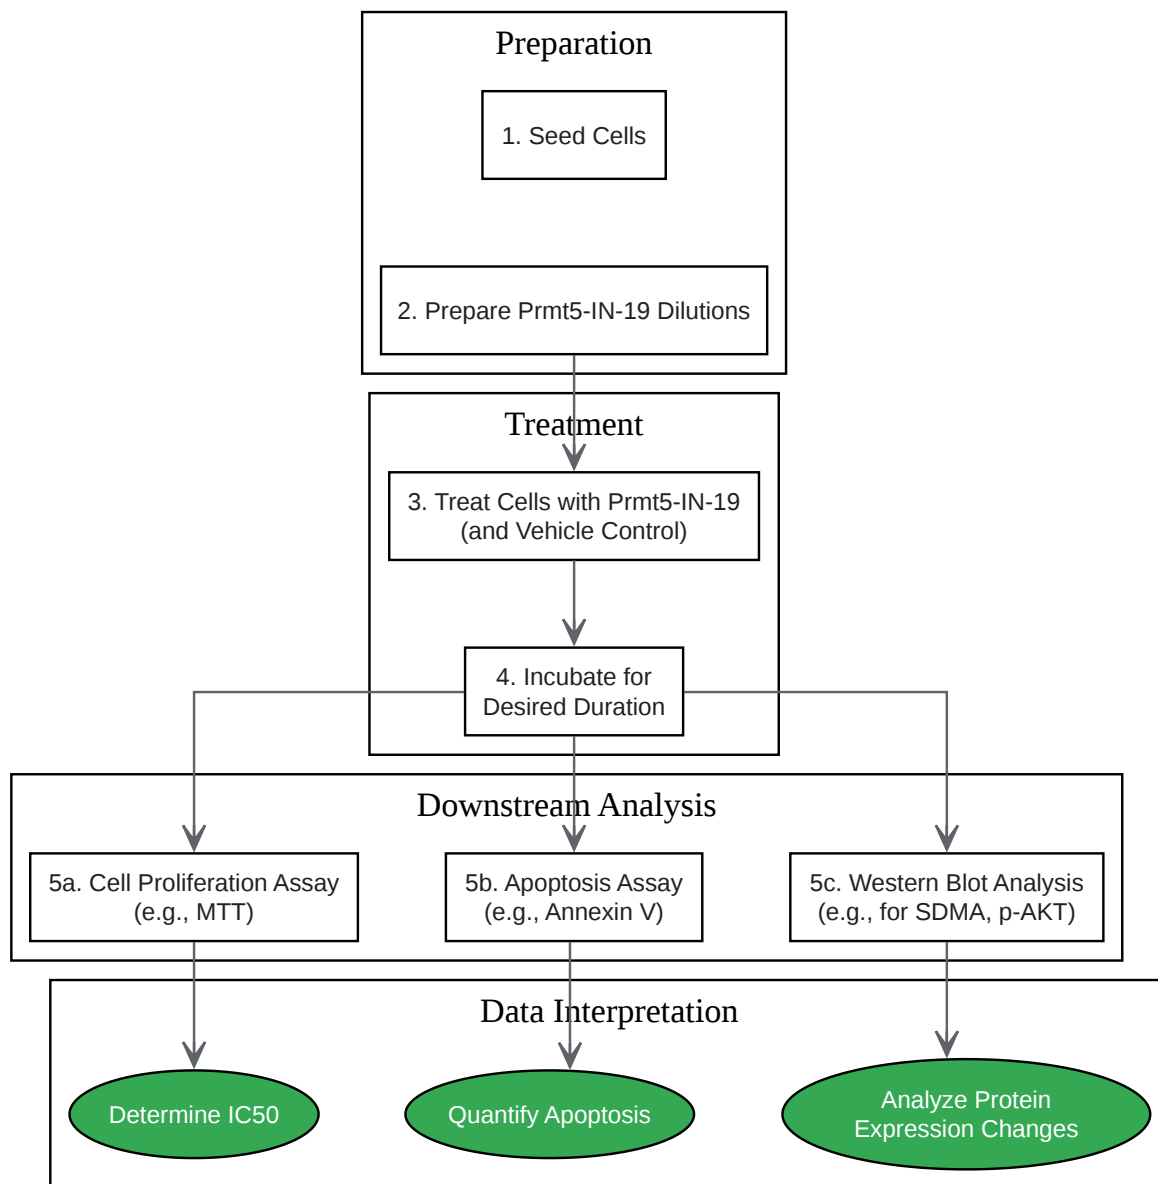 Preparation
1. Seed Cells
2. Prepare Prmt5-IN-19 Dilutions
Treatment
3. Treat Cells with Prmt5-IN-19
(and Vehicle Control)
4. Incubate for
Desired Duration
Downstream Analysis
5a. Cell Proliferation Assay
(e.g., MTT)
5b. Apoptosis Assay
(e.g., Annexin V)
5c. Western Blot Analysis
(e.g., for SDMA, p-AKT)
Data Interpretation
Determine IC50
Quantify Apoptosis
Analyze Protein
Expression Changes